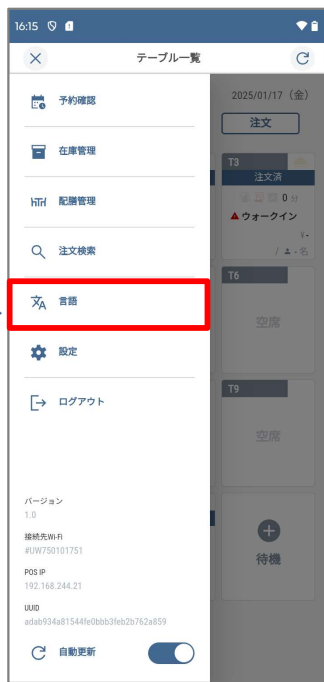 16:15
テーブル一覧
2025/01/17（金）
注文
予約確認
在庫管理
配膳管理
注文検索
言語
設定
ログアウト
T3
注文済
0 分
ウォークイン
¥-
/ - 名
T6
空席
T9
空席
待機
バージョン
1.0
接続先Wi-Fi
#UW750101751
POS IP
192.168.244.21
UUID
adab934a81544fe0bbb3feb2b762a859
自動更新